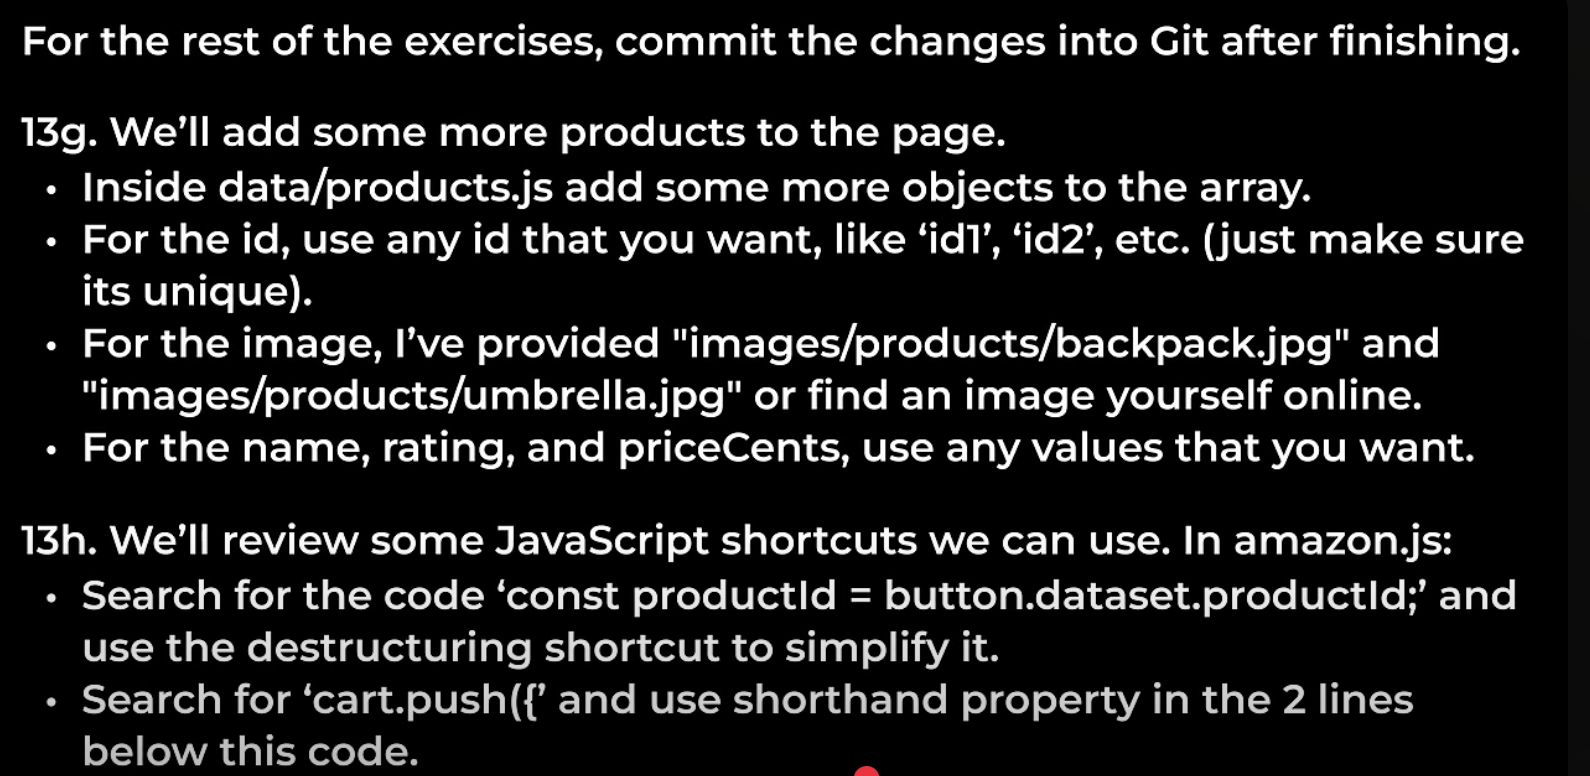 For the rest of the exercises, commit the changes into Git after finishing.
13g. We’ll add some more products to the page.
• Inside data/products.js add some more objects to the array.
• For the id, use any id that you want, like ‘id1’, ‘id2’, etc. (just make sure
its unique).
• For the image, I’ve provided "images/products/backpack.jpg" and
"images/products/umbrella.jpg" or find an image yourself online.
• For the name, rating, and priceCents, use any values that you want.
13h. We’ll review some JavaScript shortcuts we can use. In amazon.js:
• Search for the code ‘const productId = button.dataset.productId;’ and
use the destructuring shortcut to simplify it.
• Search for ‘cart.push({’ and use shorthand property in the 2 lines
below this code.